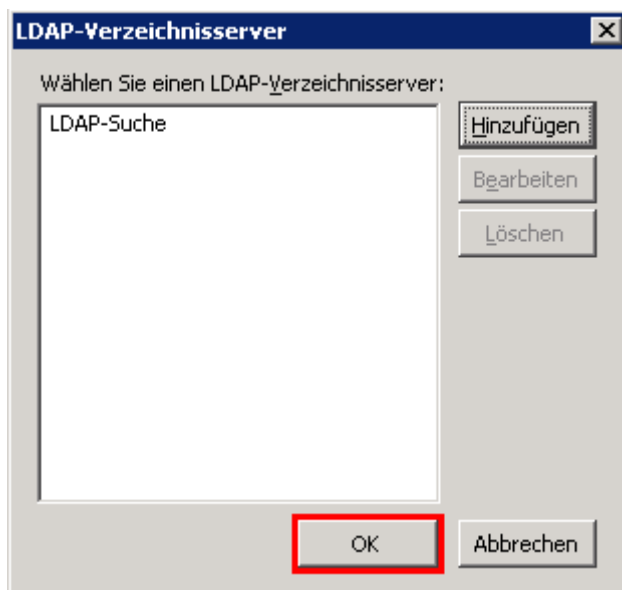 LDAP-Verzeichnisserver
Wählen Sie einen LDAP-Verzeichnisserver:
LDAP-Suche
Hinzufügen
Bearbeiten
Löschen
OK
Abbrechen